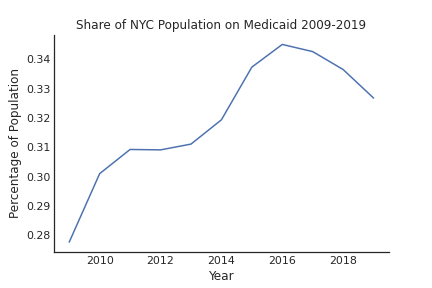 Share of NYC Population on Medicaid 2009-2019
0.34
0.33
0.32
0.31
0.30
0.29
0.28
Percentage of Population
2010 2012 2014 2016 2018
Year